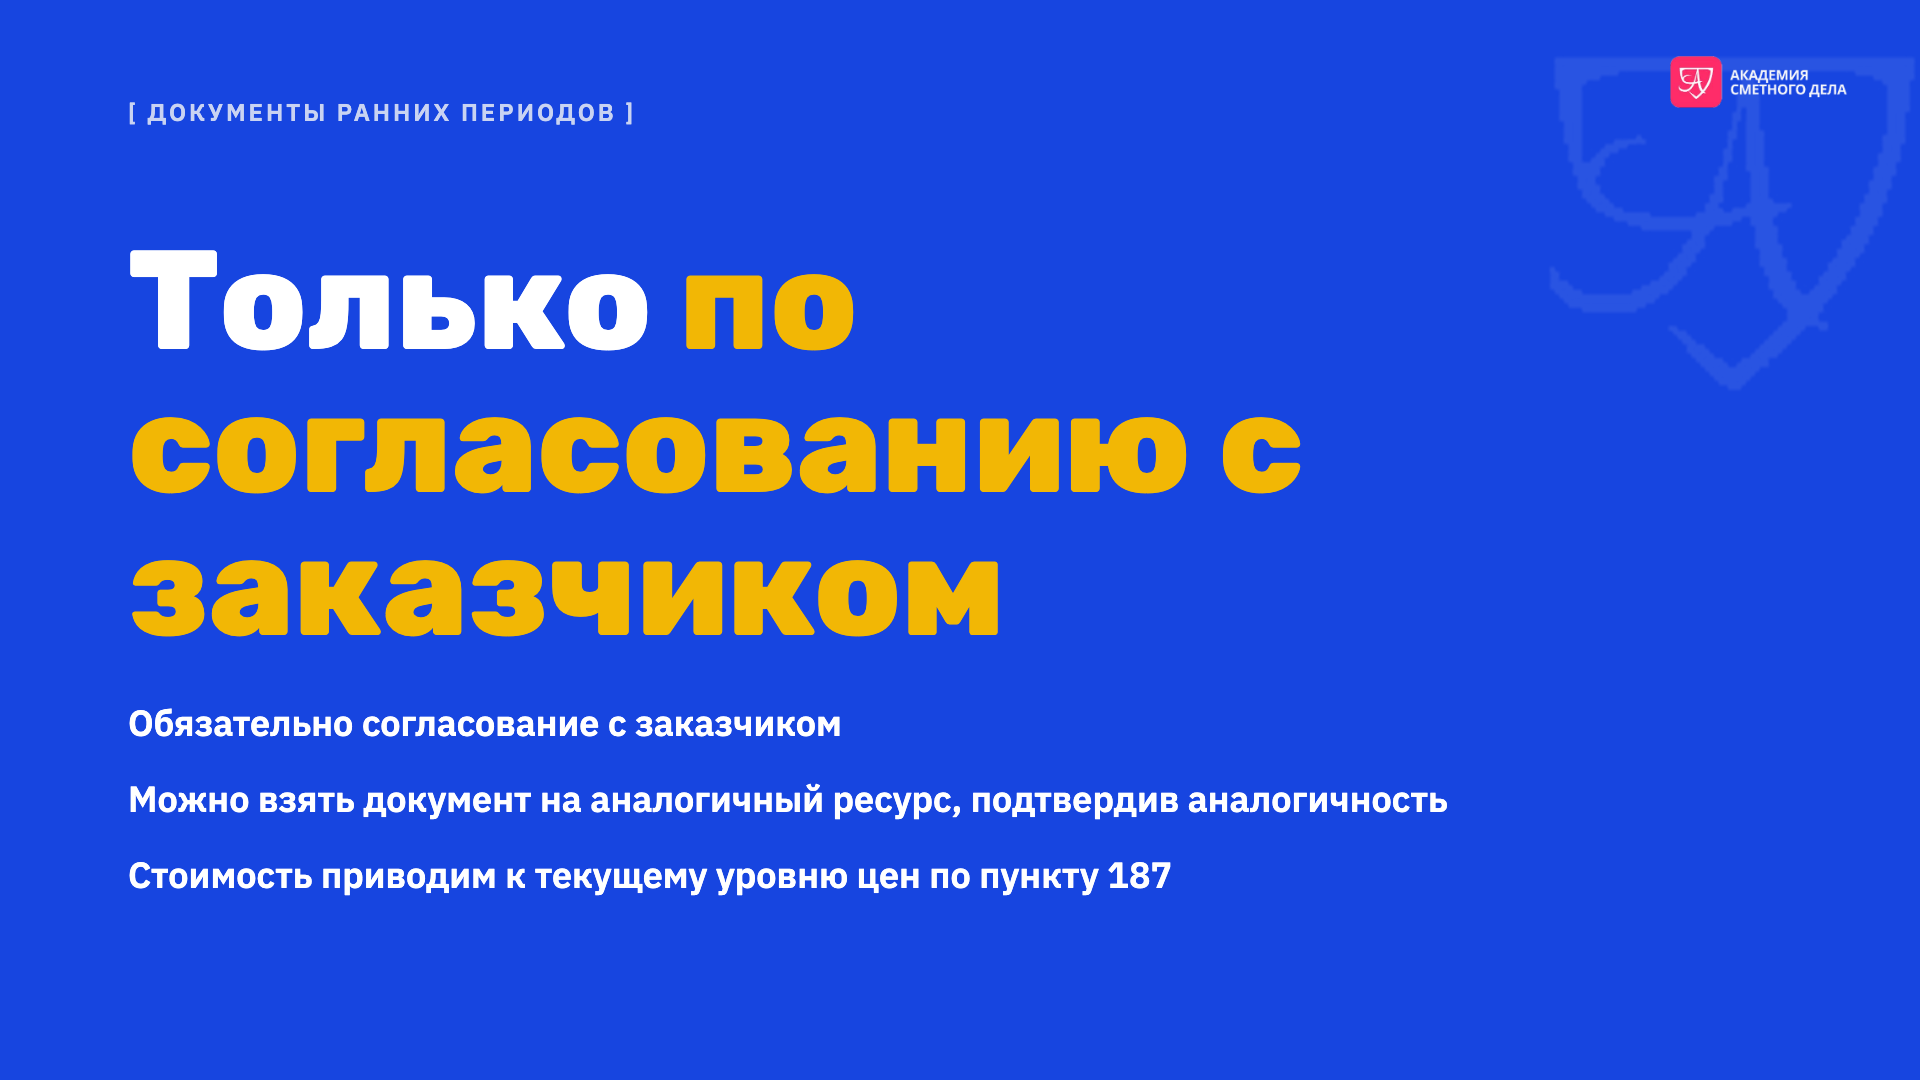 [ ДОКУМЕНТЫ РАННИХ ПЕРИОДОВ ]
АКАДЕМИЯ
СМЕТНОГО ДЕЛА
Только по
согласованию с
заказчиком
Обязательно согласование с заказчиком
Можно взять документ на аналогичный ресурс, подтвердив аналогичность
Стоимость приводим к текущему уровню цен по пункту 187